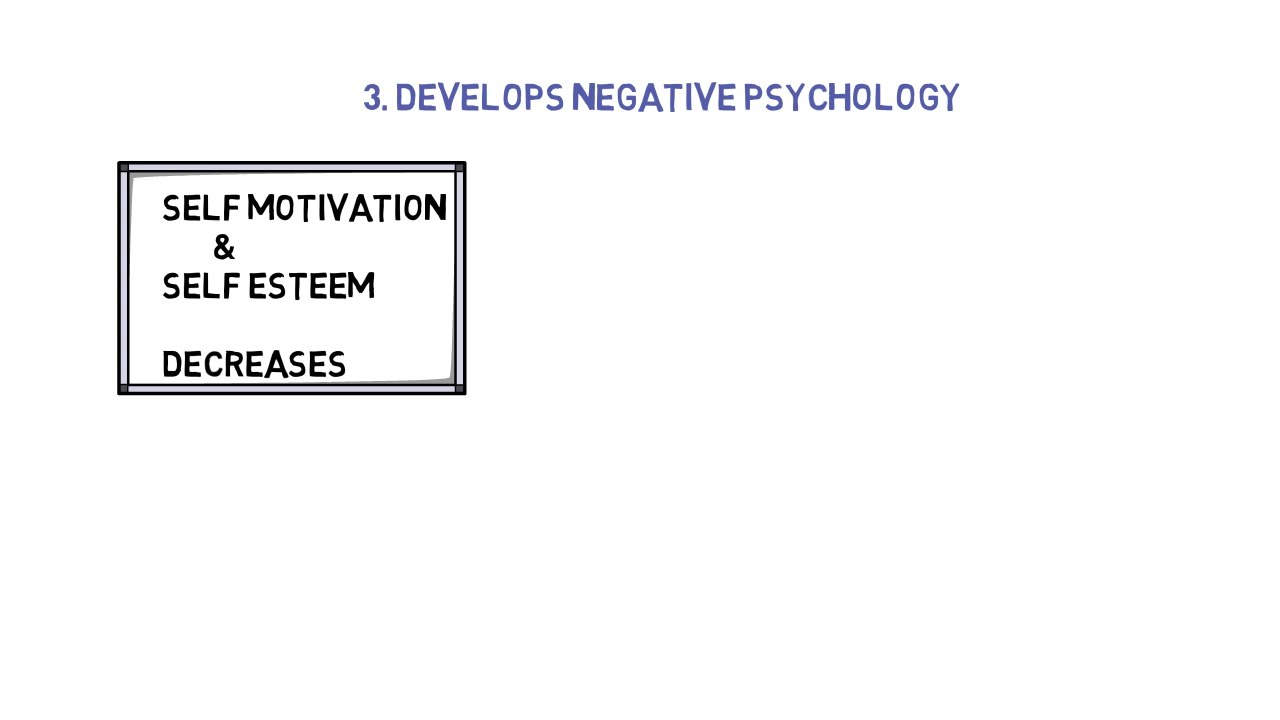 3. DEVELOPS NEGATIVE PSYCHOLOGY
SELF MOTIVATION
&
SELF ESTEEM
DECREASES